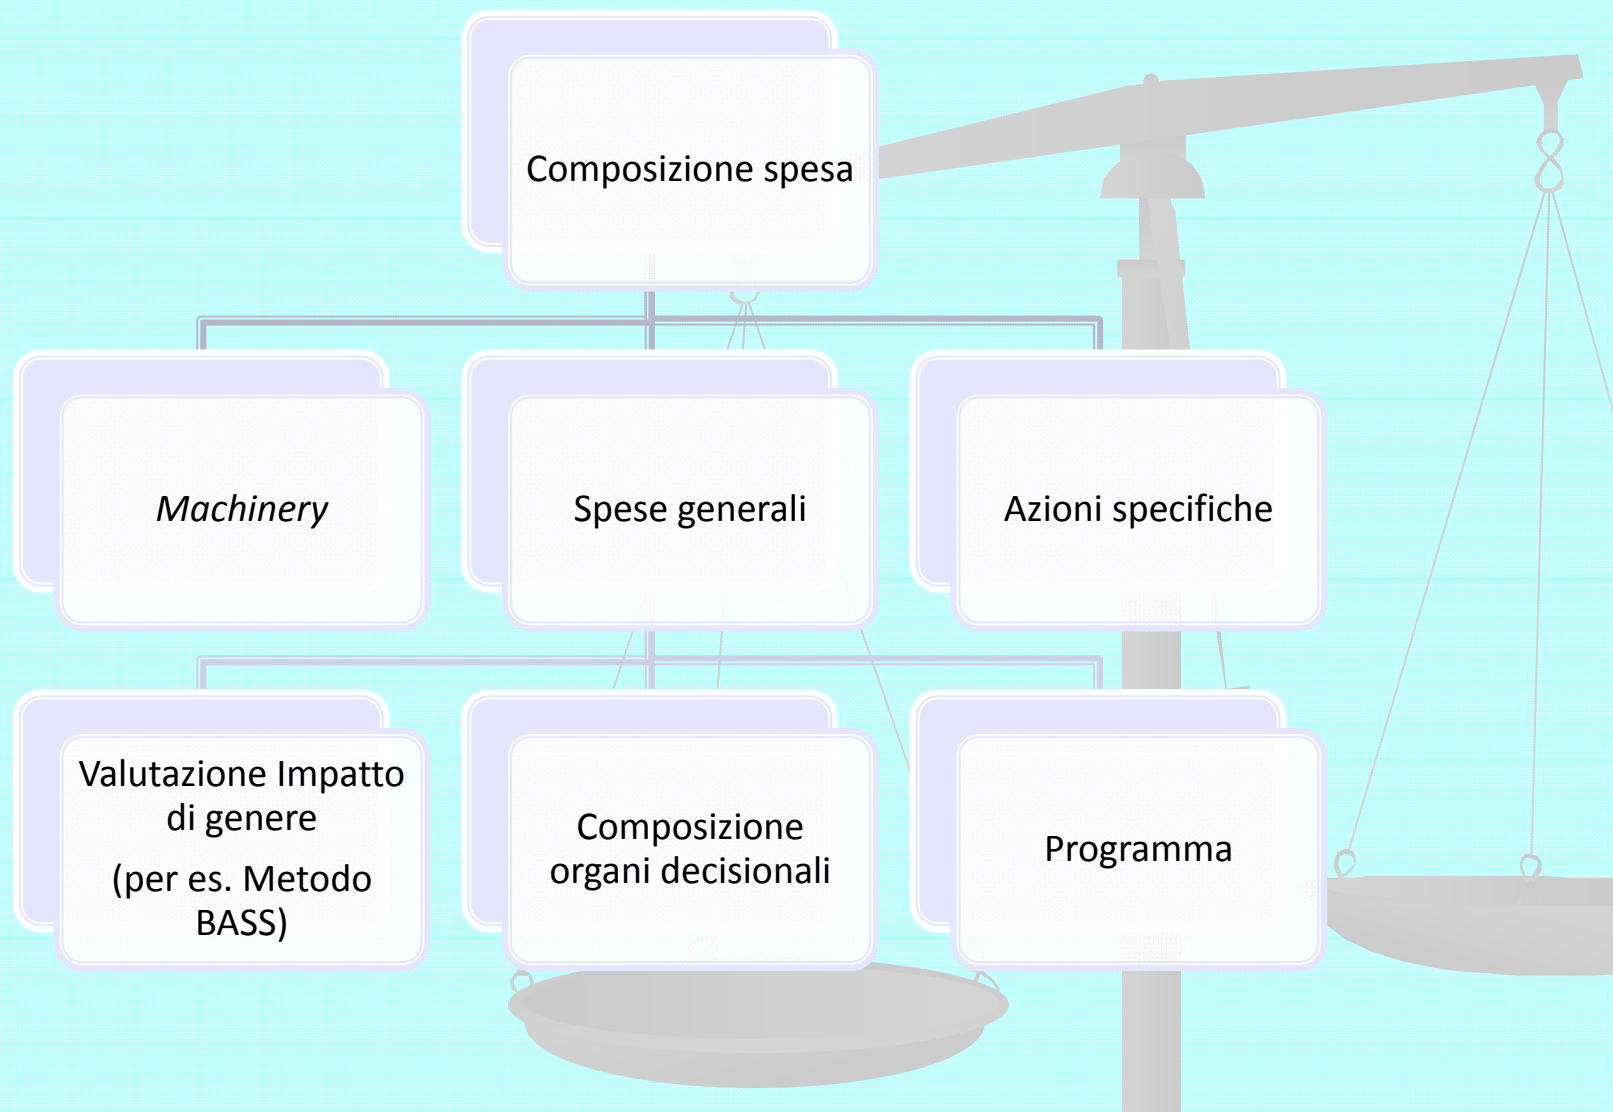 Composizione spesa
Machinery
Spese generali
Azioni specifiche
Valutazione Impatto
di genere
(per es. Metodo
BASS)
Composizione
organi decisionali
Programma